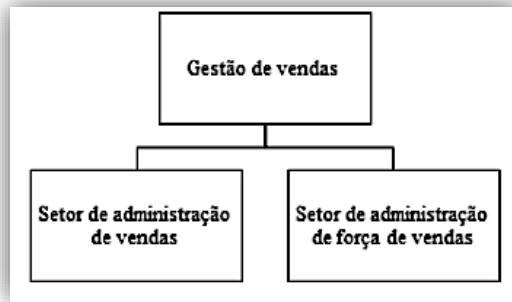 Gestão de vendas
Setor de administração
de vendas
Setor de administração
de força de vendas